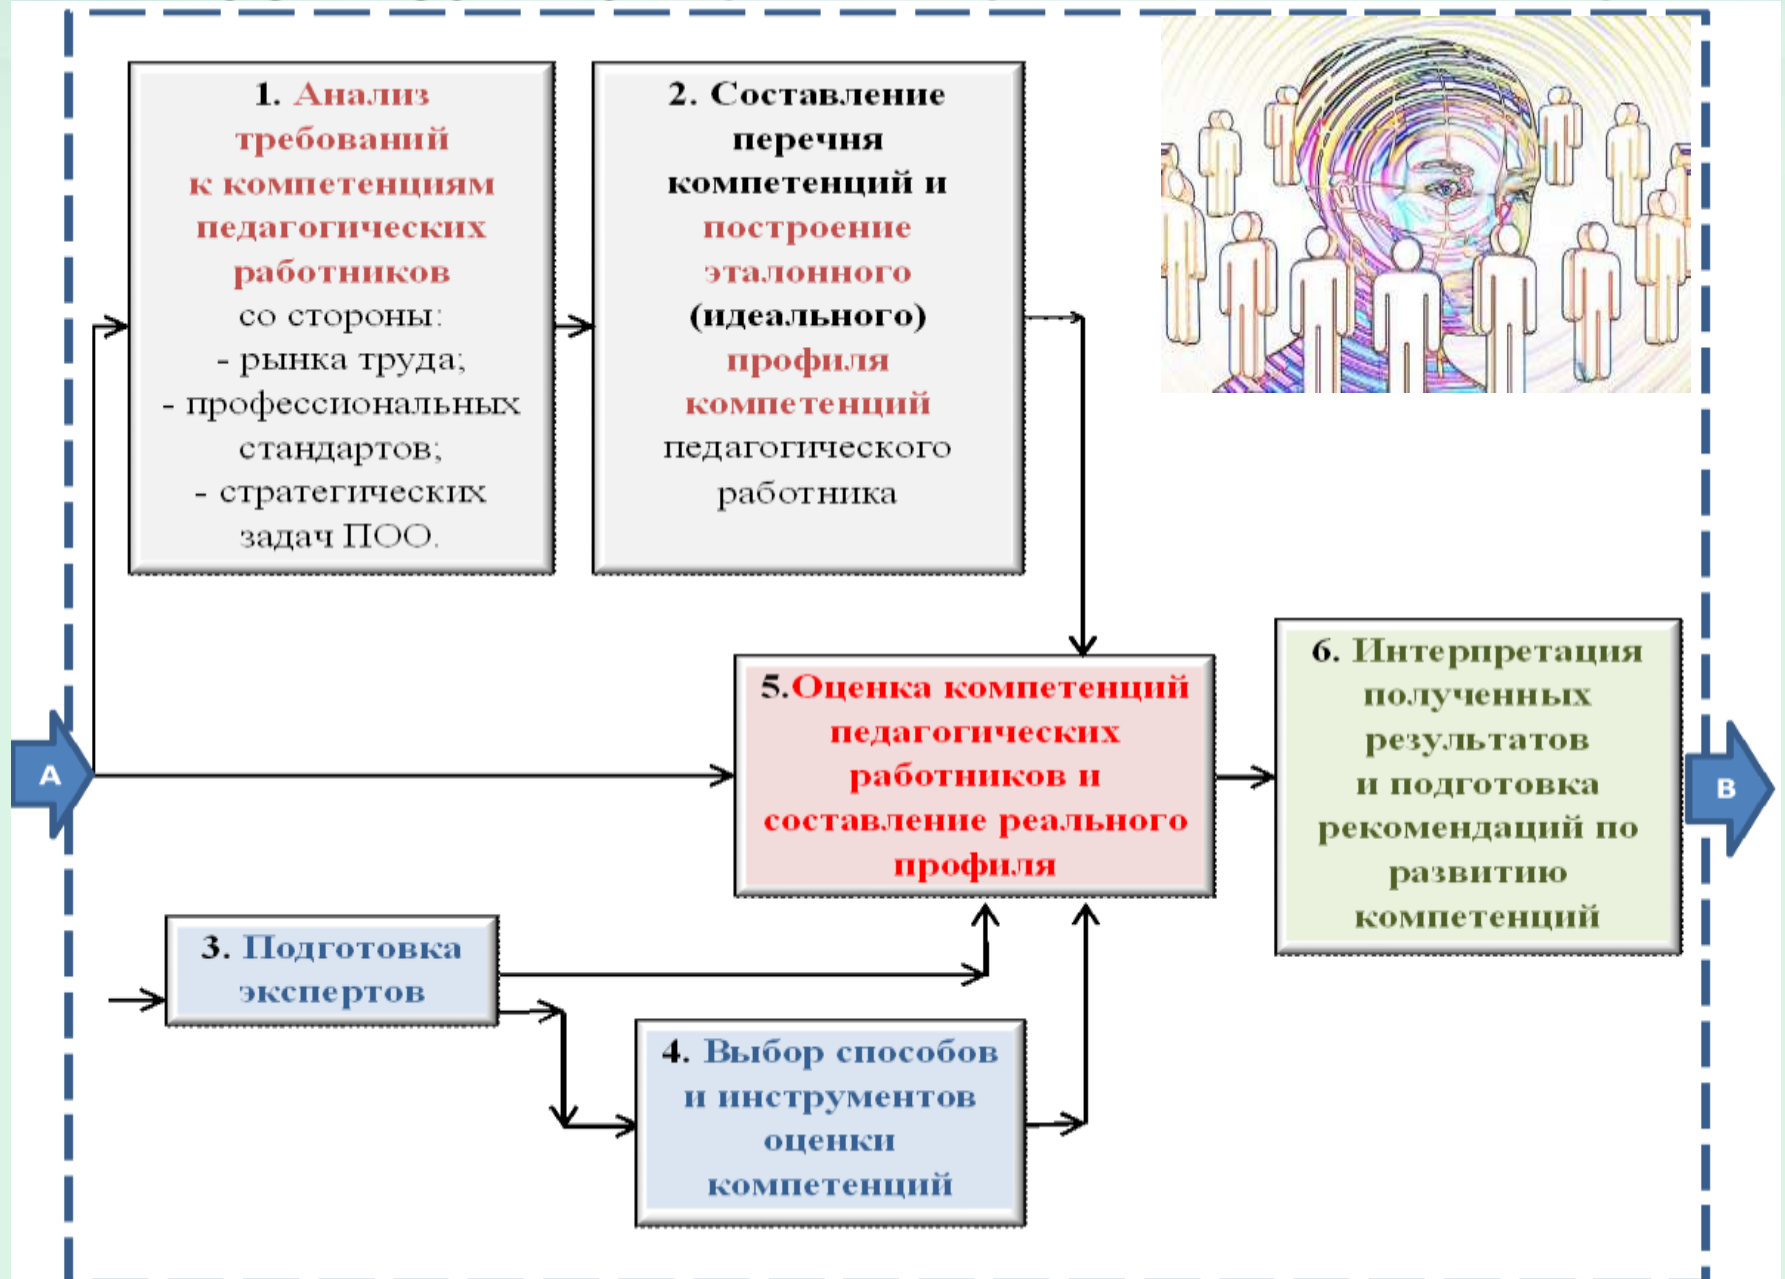 1. Анализ
требований
к компетенциям
педагогических
работников
со стороны:
- рынка труда;
- профессиональных
стандартов;
- стратегических
задач ПОО.
2. Составление
перечня
компетенций и
построение
эталонного
(идеального)
профиля
компетенций
педагогического
работника
A
5.Оценка компетенций
педагогических
работников и
составление реального
профиля
6. Интерпретация
полученных
результатов
и подготовка
рекомендаций по
развитию
компетенций
B
3. Подготовка
экспертов
4. Выбор способов
и инструментов
оценки
компетенций